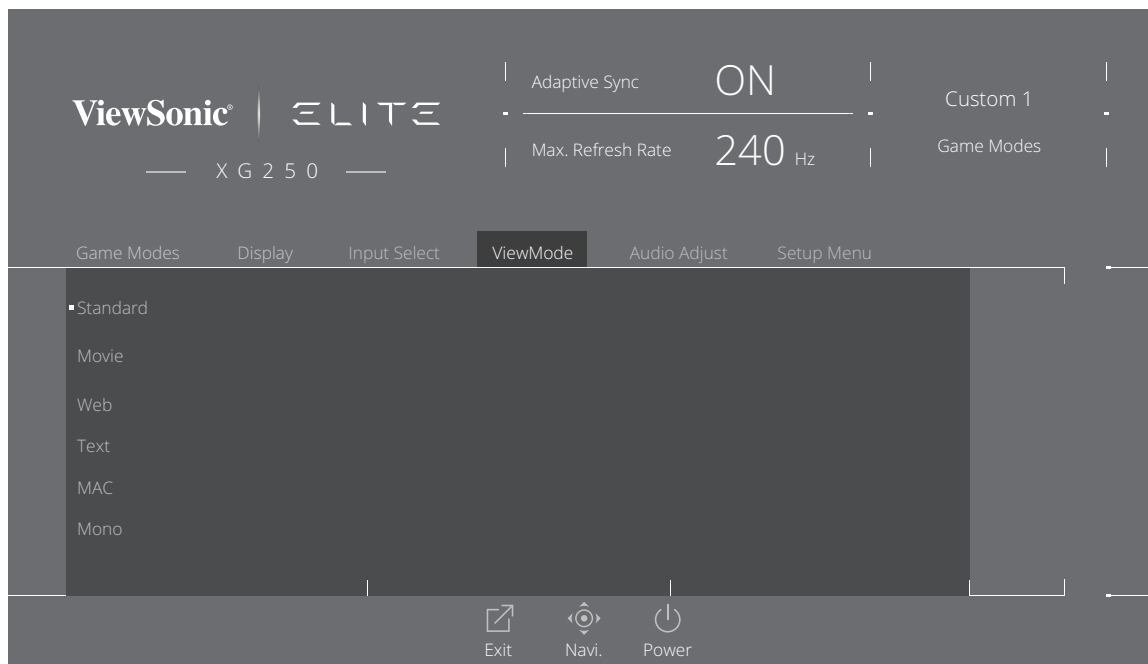 ViewSonic® ELITE
XG250
Adaptive Sync ON
Max. Refresh Rate 240 Hz
Custom 1
Game Modes
Game Modes Display Input Select ViewMode Audio Adjust Setup Menu
Standard
Movie
Web
Text
MAC
Mono
Exit Navi. Power